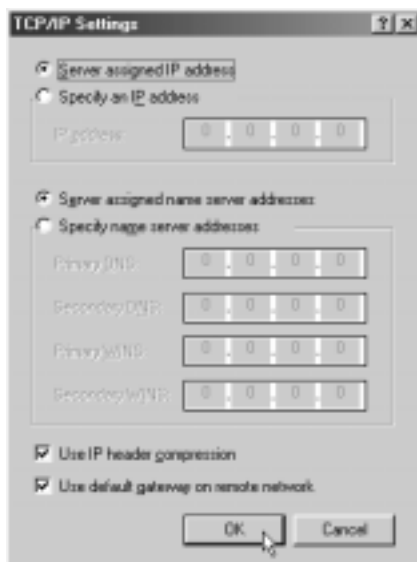 TCP/IP Settings
Server assigned IP address
Specify an IP address
IP address:
0 . 0 . 0 . 0
Server assigned name server addresses
Specify name server addresses
Primary DNS:
0 . 0 . 0 . 0
Secondary DNS:
0 . 0 . 0 . 0
Primary WINS:
0 . 0 . 0 . 0
Secondary WINS:
0 . 0 . 0 . 0
Use IP header compression
Use default gateway on remote network
OK
Cancel